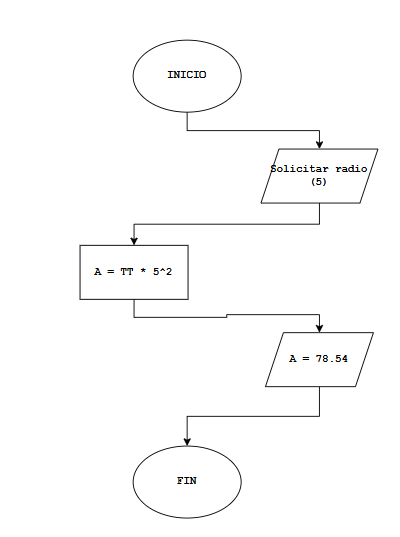 INICIO
Solicitar radio
(5)
A = TT * 5^2
A = 78.54
FIN